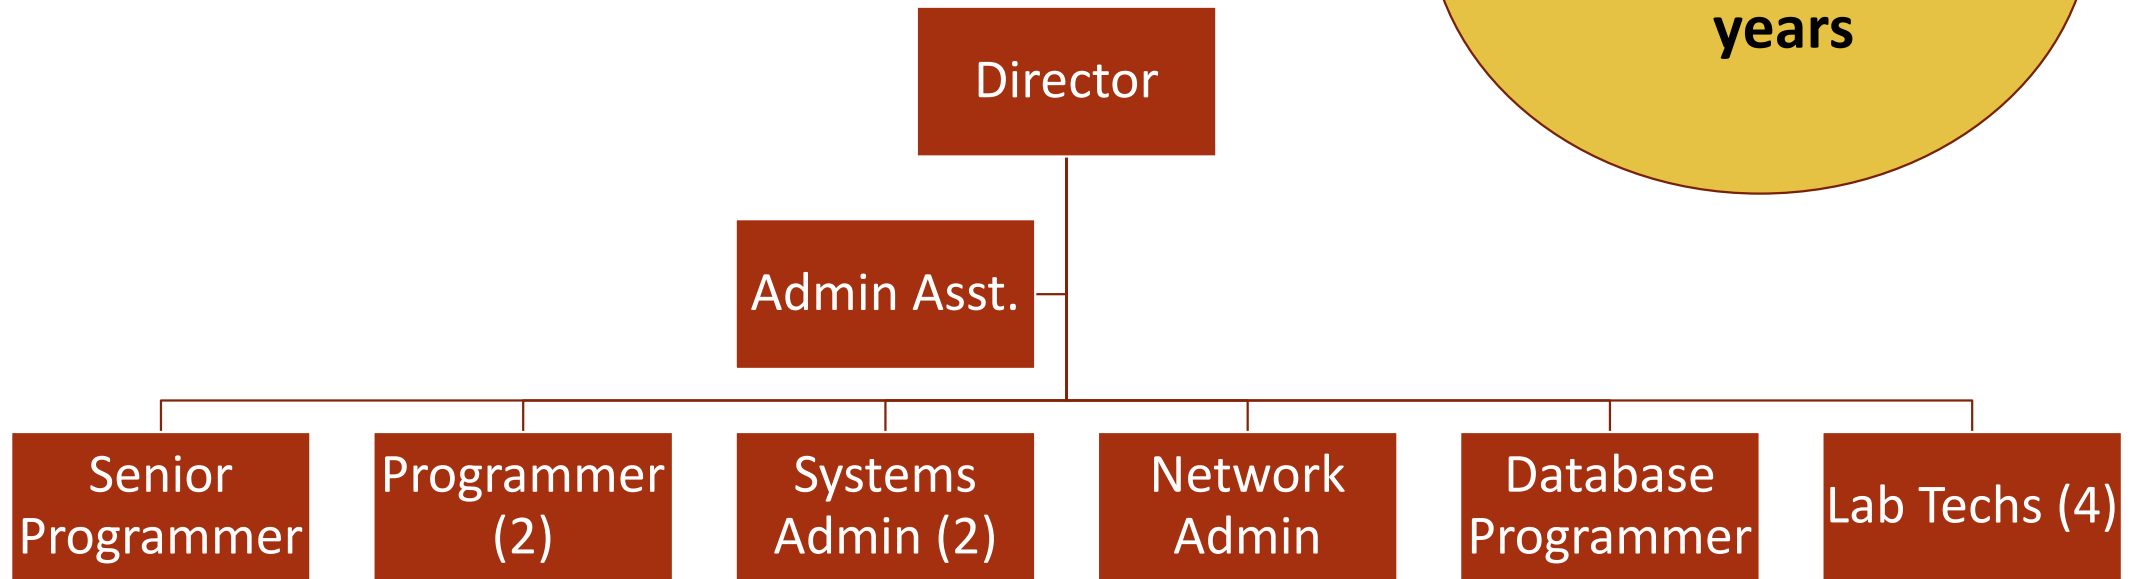 years
Director
Admin Asst.
Senior
Programmer
Programmer
(2)
Systems
Admin (2)
Network
Admin
Database
Programmer
Lab Techs (4)